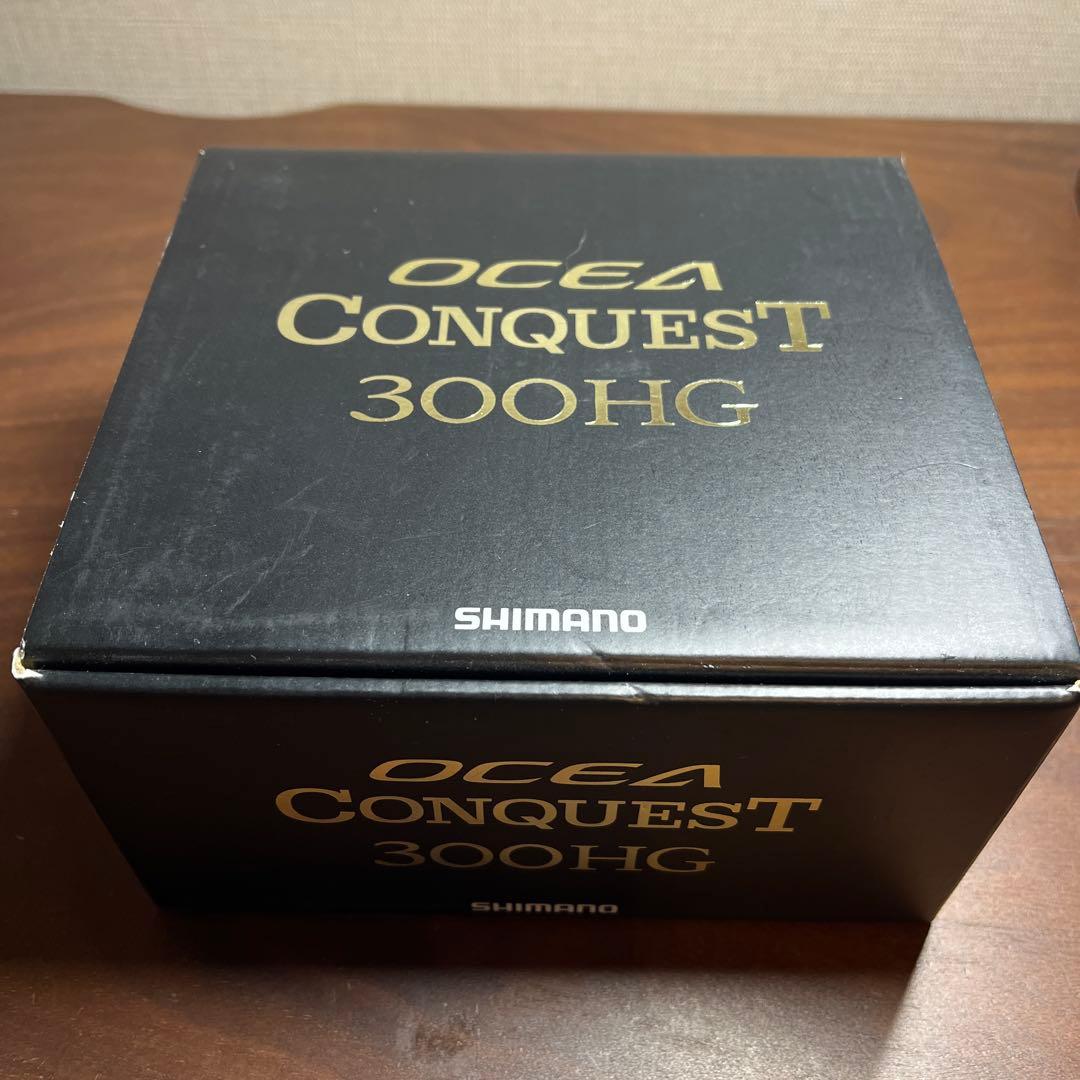 OCEA
CONQUEST
300HG
SHIMANO
OCEA
CONQUEST
300HG
SHIMANO